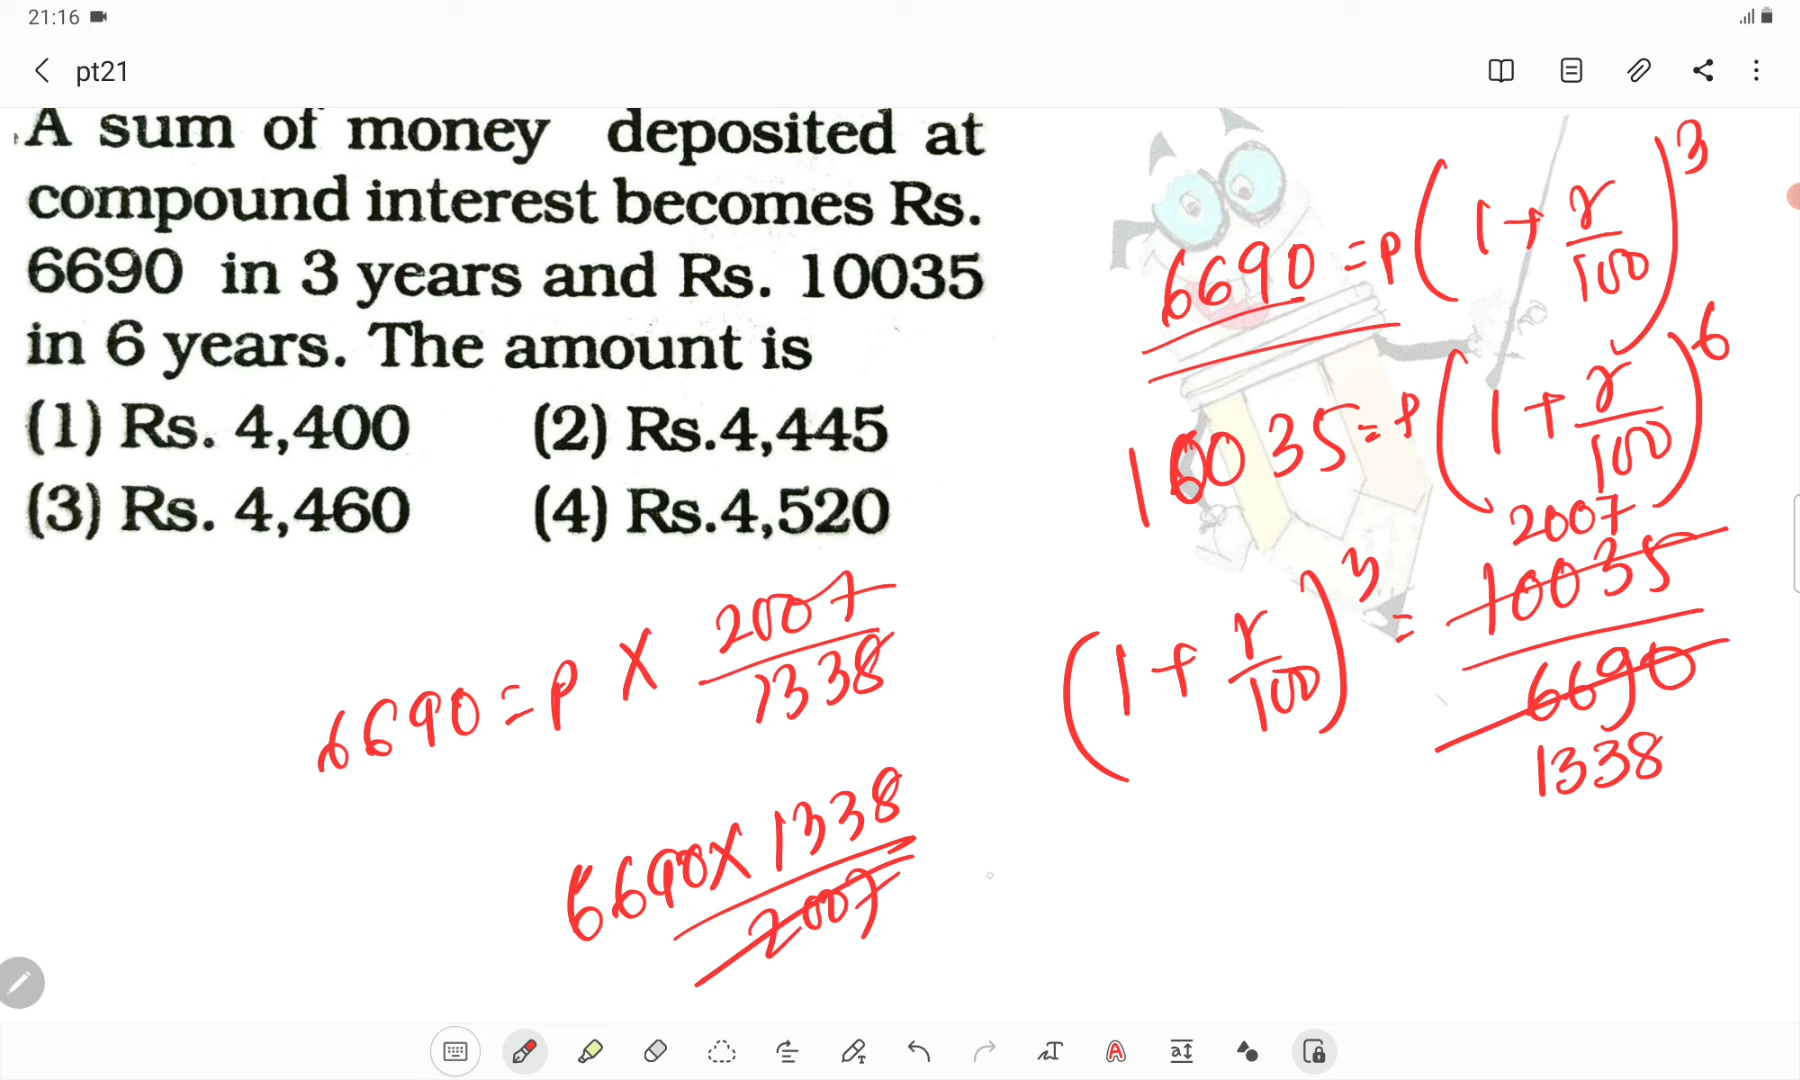 21:16
pt21
A sum of money deposited at
compound interest becomes Rs.
6690 in 3 years and Rs. 10035
in 6 years. The amount is
(1) Rs. 4,400 (2) Rs.4,445
(3) Rs. 4,460 (4) Rs.4,520
6690 = P (1 + r/100)^3
10035 = P (1 + r/100)^6
2007
(1 + r/100)^3 = 10035/6690
1338
6690 = P X 2007/1338
6690 X 1338
2007